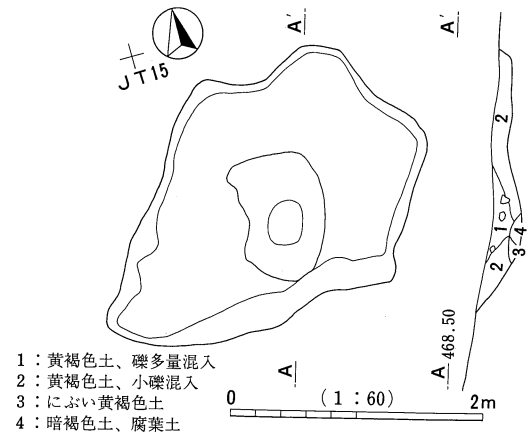 A′
A′
JT15
2
1
4
3
2
468.50
A
A
1：黄褐色土、礫多量混入
2：黄褐色土、小礫混入
3：にぶい黄褐色土
4：暗褐色土、腐葉土
0 （1：60） 2m